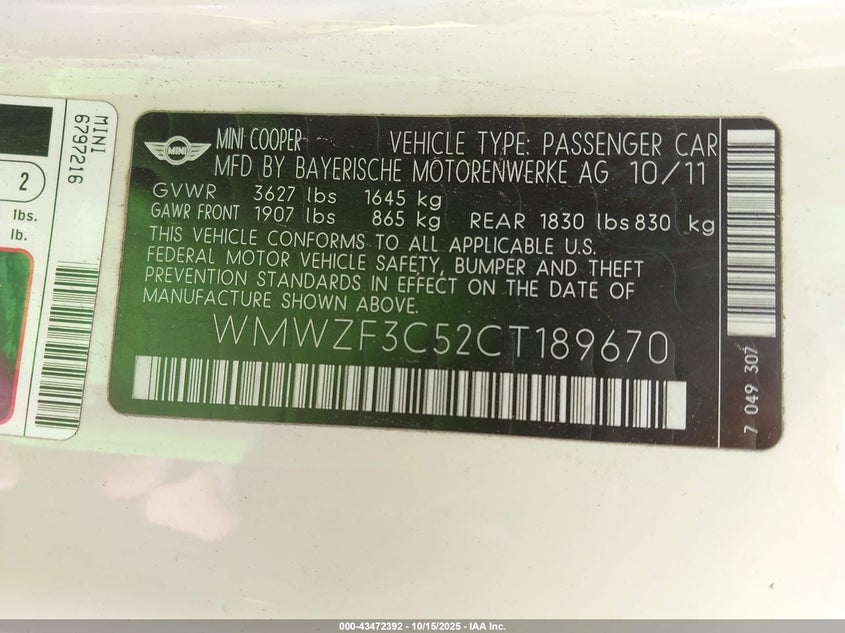 MINI
6797216
2
lbs.
lb.
MINI
MINI COOPER- VEHICLE TYPE: PASSENGER CAR
MFD BY BAYERISCHE MOTORENWERKE AG 10/11
GVWR 3627 lbs 1645 kg
GAWR FRONT 1907 lbs 865 kg REAR 1830 lbs 830 kg
THIS VEHICLE CONFORMS TO ALL APPLICABLE U.S.
FEDERAL MOTOR VEHICLE SAFETY, BUMPER AND THEFT
PREVENTION STANDARDS IN EFFECT ON THE DATE OF
MANUFACTURE SHOWN ABOVE.
WMWZF3C52CT189670
7 049 307
000-43472392 - 10/15/2025 - IAA Inc.